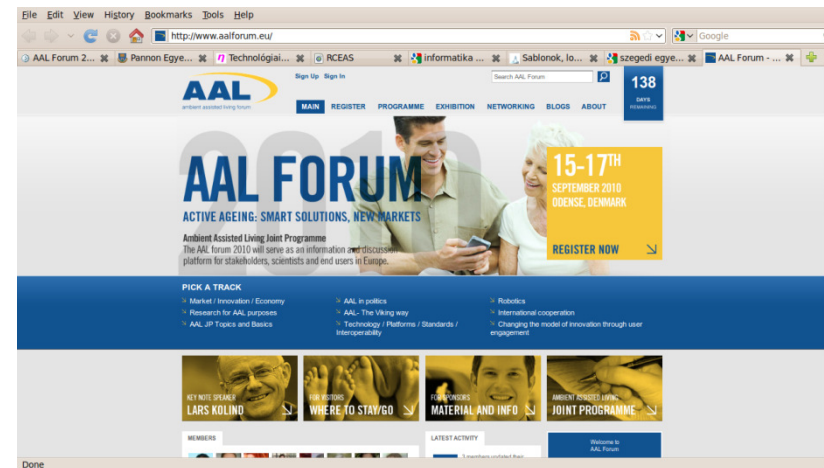 File Edit View History Bookmarks Tools Help
http://www.aalforum.eu/
Google
AAL Forum 2... Pannon Egye... Technológiai... RCEAS informatika ... Sablonok, lo... szegedi egye... AAL Forum - ...
Sign Up Sign In
Search AAL Forum
138
DAYS
REMAINING
AAL
ambient assisted living forum
MAIN REGISTER PROGRAMME EXHIBITION NETWORKING BLOGS ABOUT
2010
AAL FORUM
ACTIVE AGEING: SMART SOLUTIONS, NEW MARKETS
Ambient Assisted Living Joint Programme
The AAL forum 2010 will serve as an information and discussion
platform for stakeholders, scientists and end users in Europe.
15-17TH
SEPTEMBER 2010
ODENSE, DENMARK
REGISTER NOW
PICK A TRACK
Market / Innovation / Economy
Research for AAL purposes
AAL JP Topics and Basics
AAL in politics
AAL- The Viking way
Technology / Platforms / Standards /
Interoperability
Robotics
International cooperation
Changing the model of innovation through user
engagement
KEY NOTE SPEAKER
LARS KOLIND
FOR VISITORS
WHERE TO STAY/GO
FOR SPONSORS
MATERIAL AND INFO
AMBIENT ASSISTED LIVING
JOINT PROGRAMME
MEMBERS
LATEST ACTIVITY
Welcome to
AAL Forum
Done